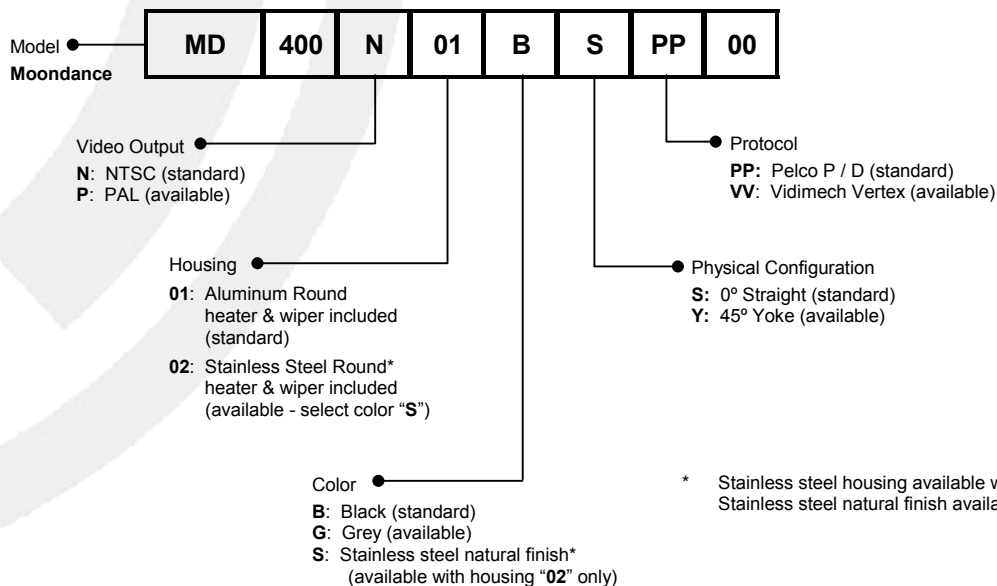 MD 400 N 01 B S PP 00
Model
Moondance
Video Output
N: NTSC (standard)
P: PAL (available)
Protocol
PP: Pelco P / D (standard)
VV: Vidimech Vertex (available)
Housing
01: Aluminum Round
heater & wiper included
(standard)
02: Stainless Steel Round*
heater & wiper included
(available - select color “S”)
Physical Configuration
S: 0º Straight (standard)
Y: 45º Yoke (available)
Color
B: Black (standard)
G: Grey (available)
S: Stainless steel natural finish*
(available with housing “02” only)
* Stainless steel housing available
Stainless steel natural finish